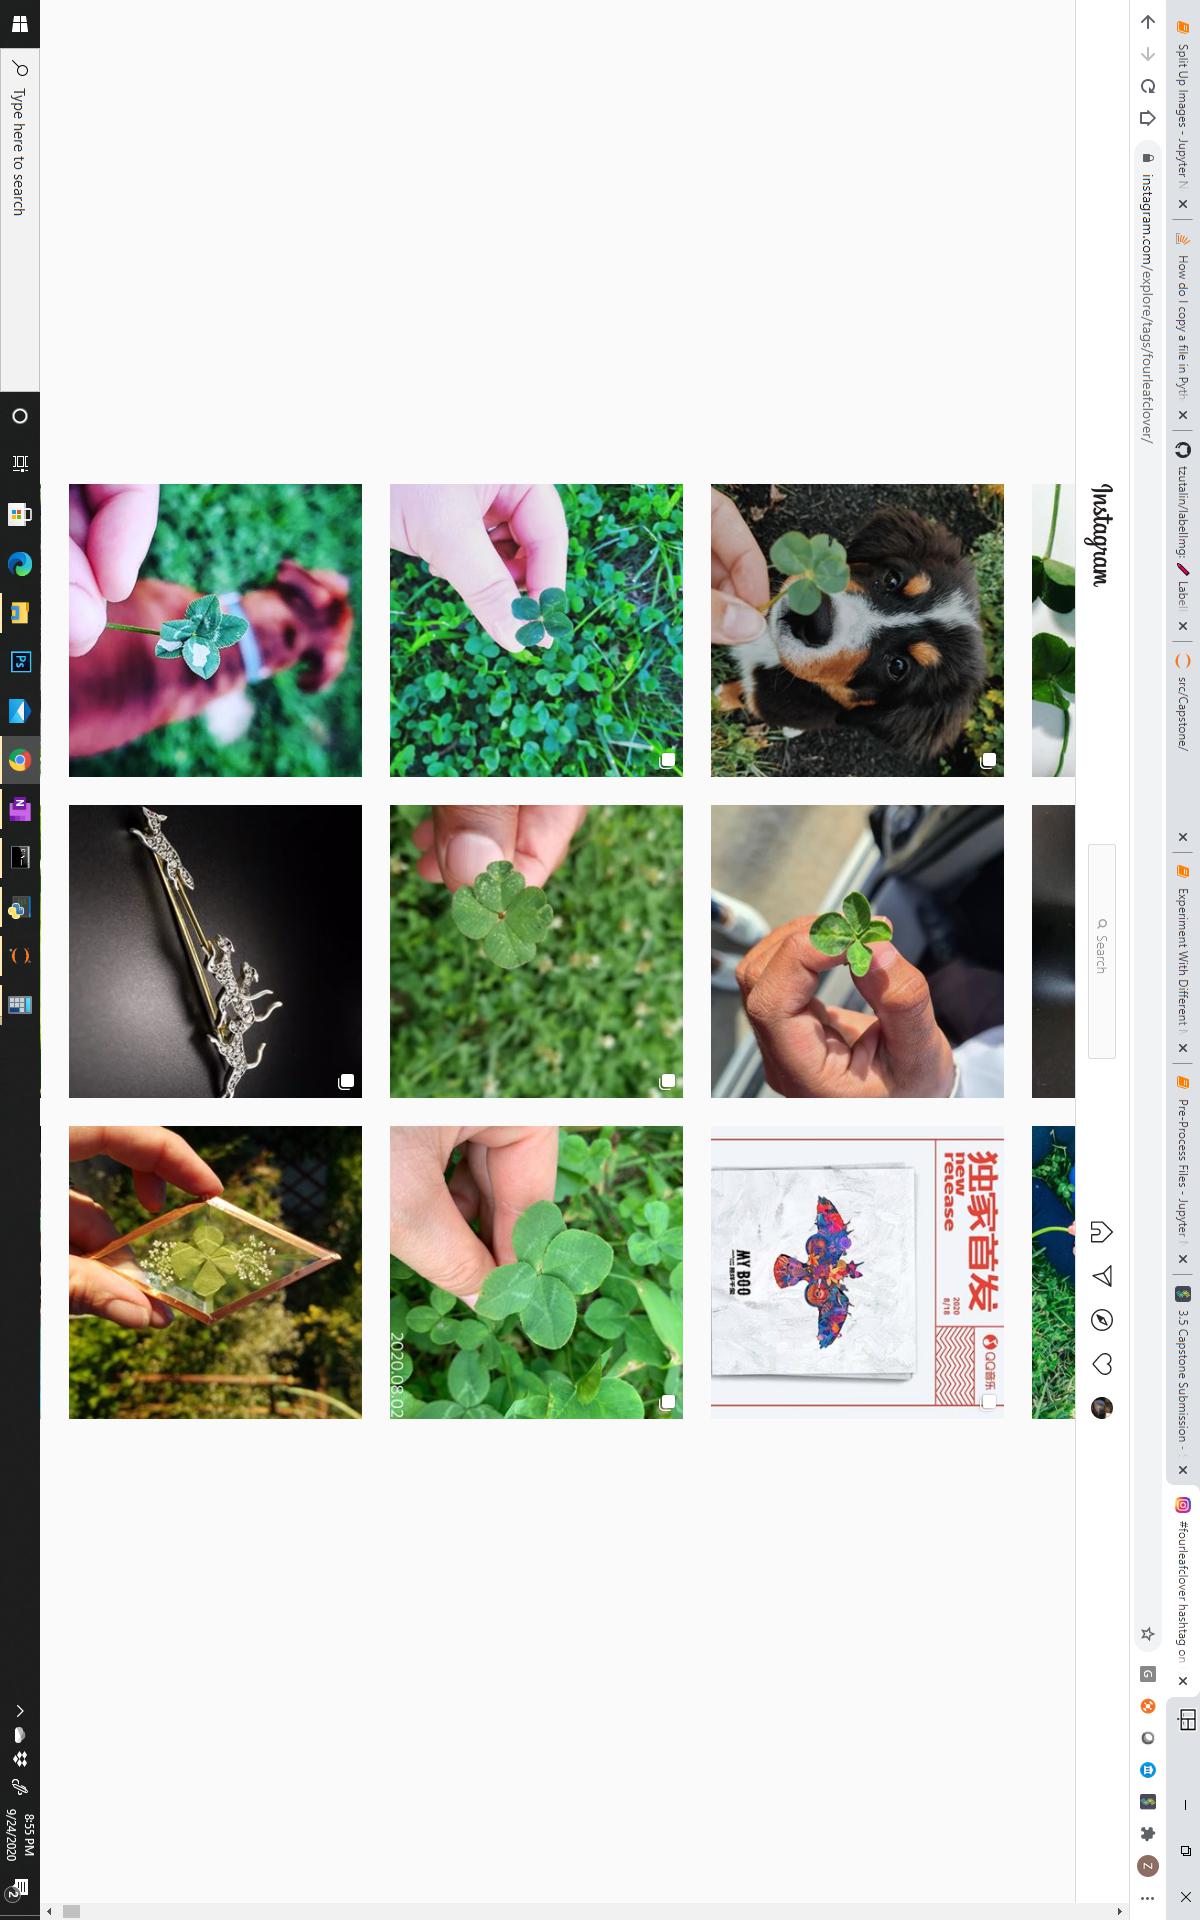 Split Up Images - Jupyter N
How do I copy a file in Pyth
tzutalin/labelImg: Label
src/Capstone/
Experiment With Different
Pre-Process Files - Jupyter
3.5 Capstone Submission -
#fourleafclover hashtag on
instagram.com/explore/tags/fourleafclover/
G
Z
Instagram
Search
独家首发
new
release
2020
8/18
QQ音乐
MY BOO
2020.08.02
Type here to search
Ps
N
8:55 PM
9/24/2020
2